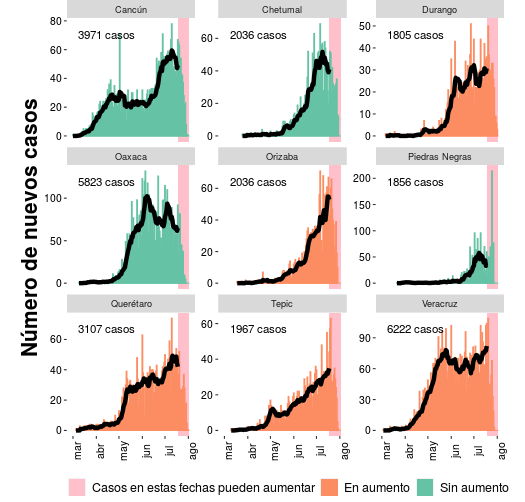 Número de nuevos casos
Cancún
3971 casos
80
60
40
20
0
Chetumal
2036 casos
60
40
20
0
Durango
1805 casos
50
40
30
20
10
0
Oaxaca
5823 casos
100
50
0
Orizaba
2036 casos
60
40
20
0
Piedras Negras
1856 casos
200
150
100
50
0
Querétaro
3107 casos
60
40
20
0
mar
abr
may
jun
jul
ago
Tepic
1967 casos
60
40
20
0
mar
abr
may
jun
jul
ago
Veracruz
6222 casos
90
60
30
0
mar
abr
may
jun
jul
ago
Casos en estas fechas pueden aumentar
En aumento
Sin aumento